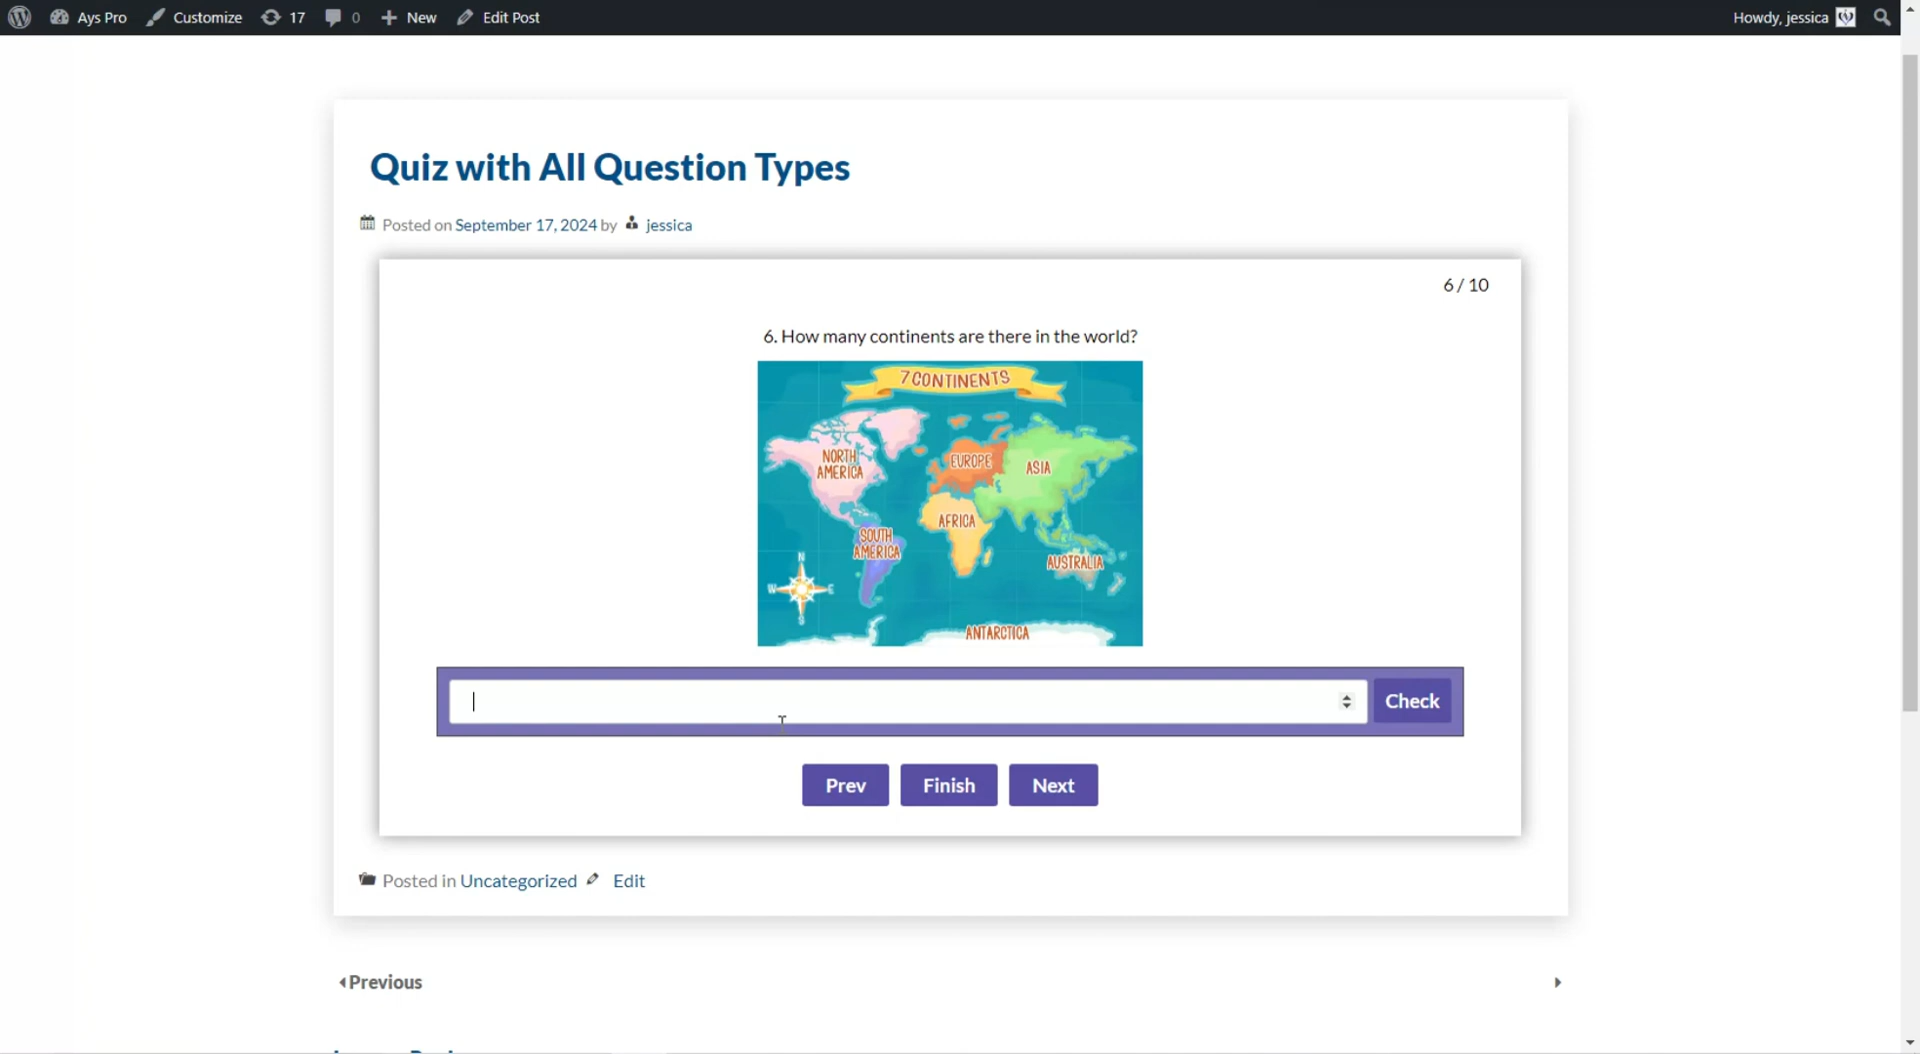 Ays Pro Customize 17 0 New Edit Post Howdy, jessica
Quiz with All Question Types
Posted on September 17, 2024 by jessica
6 / 10
6. How many continents are there in the world?
7 CONTINENTS
NORTH AMERICA
EUROPE
ASIA
AFRICA
SOUTH AMERICA
AUSTRALIA
N
W E
S
ANTARCTICA
Check
Prev Finish Next
Posted in Uncategorized Edit
Previous